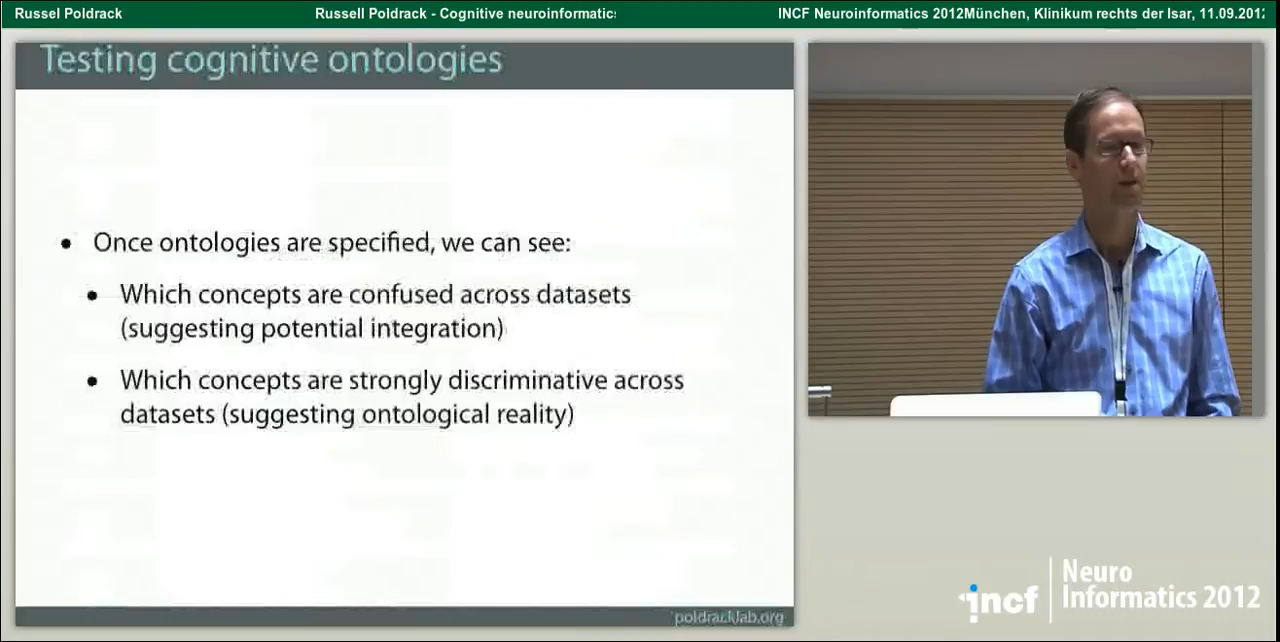 Russel Poldrack
Russell Poldrack - Cognitive neuroinformatics
INCF Neuroinformatics 2012München, Klinikum rechts der Isar, 11.09.2012
Testing cognitive ontologies
• Once ontologies are specified, we can see:
• Which concepts are confused across datasets
(suggesting potential integration)
• Which concepts are strongly discriminative across
datasets (suggesting ontological reality)
poldracklab.org
incf
Neuro
Informatics 2012